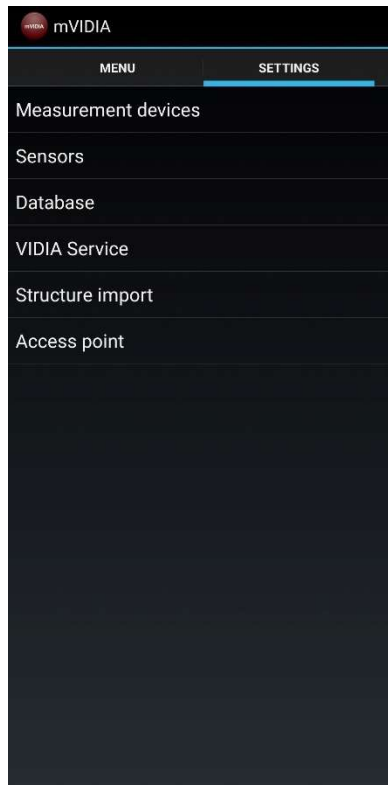 mVIDIA mVIDIA
MENU SETTINGS
Measurement devices
Sensors
Database
VIDIA Service
Structure import
Access point